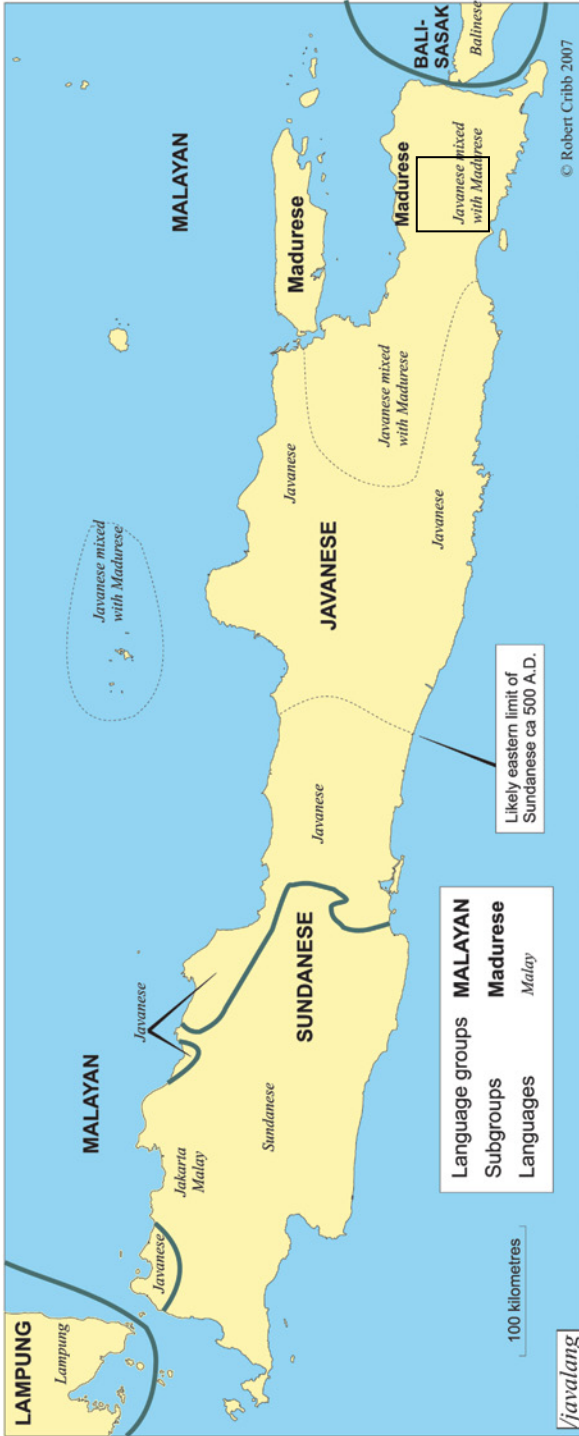 LAMPUNG
Lampung
MALAYAN
Javanese
Javanese
Jakarta
Malay
Sundanese
SUNDANESE
Javanese
Javanese mixed
with Madurese
JAVANESE
Javanese
Javanese
MALAYAN
Madurese
Javanese mixed
with Madurese
Madurese
Javanese mixed
with Madurese
BALI-
SASAK
Balinese
Likely eastern limit of
Sundanese ca 500 A.D.
Language groups MALAYAN
Subgroups Madurese
Languages Malay
100 kilometres
/javalang
© Robert Cribb 2007